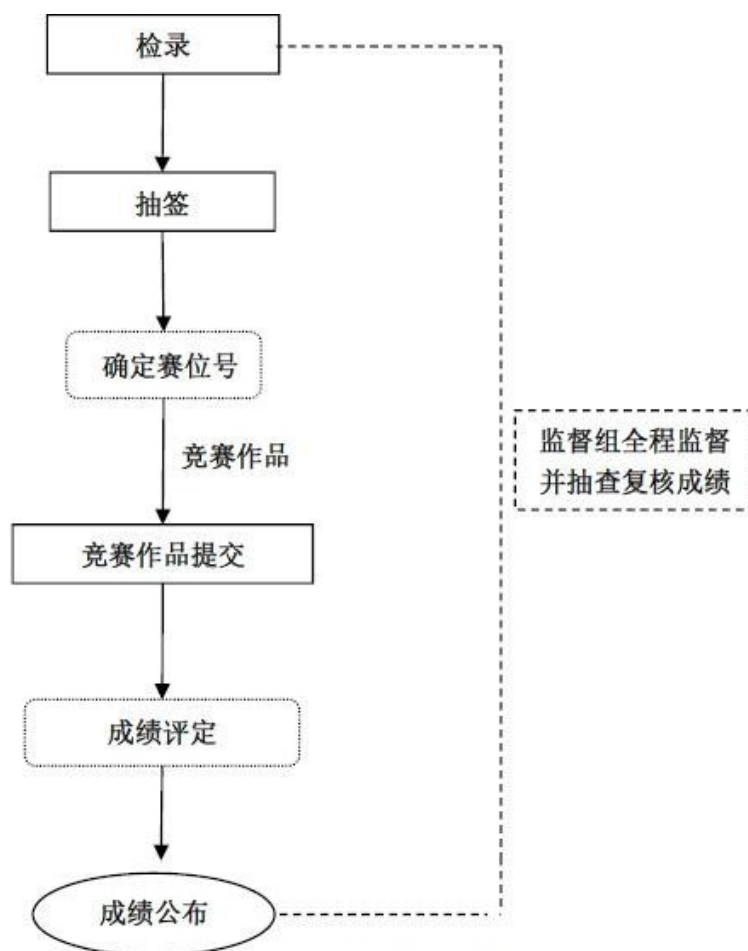 检录
抽签
确定赛位号
竞赛作品
监督组全程监督
并抽查复核成绩
竞赛作品提交
成绩评定
成绩公布